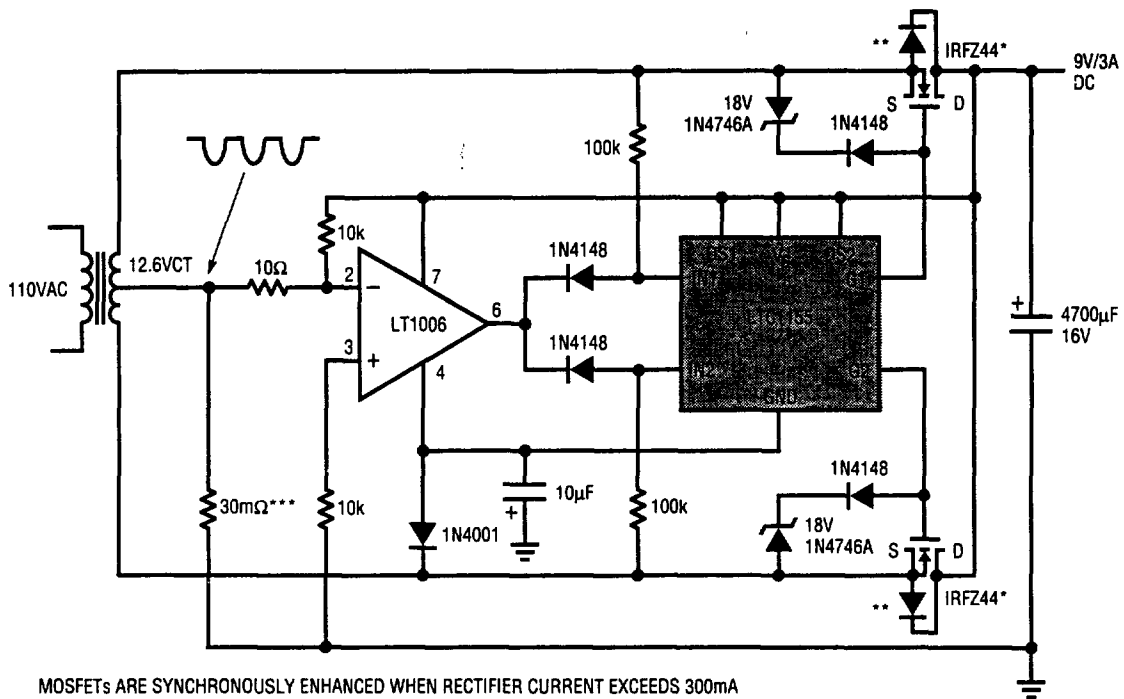 **
IRFZ44*
9V/3A
DC
18V
1N4746A
S
D
1N4148
100k
10k
12.6VCT
10Ω
1N4148
110VAC
2
7
LT1006
6
3
4
1N4148
+
4700µF
16V
GND
1N4148
30mΩ***
10k
1N4001
10µF
+
100k
18V
1N4746A
S
D
**
IRFZ44*
MOSFETs ARE SYNCHRONOUSLY ENHANCED WHEN RECTIFIER CURRENT EXCEEDS 300mA